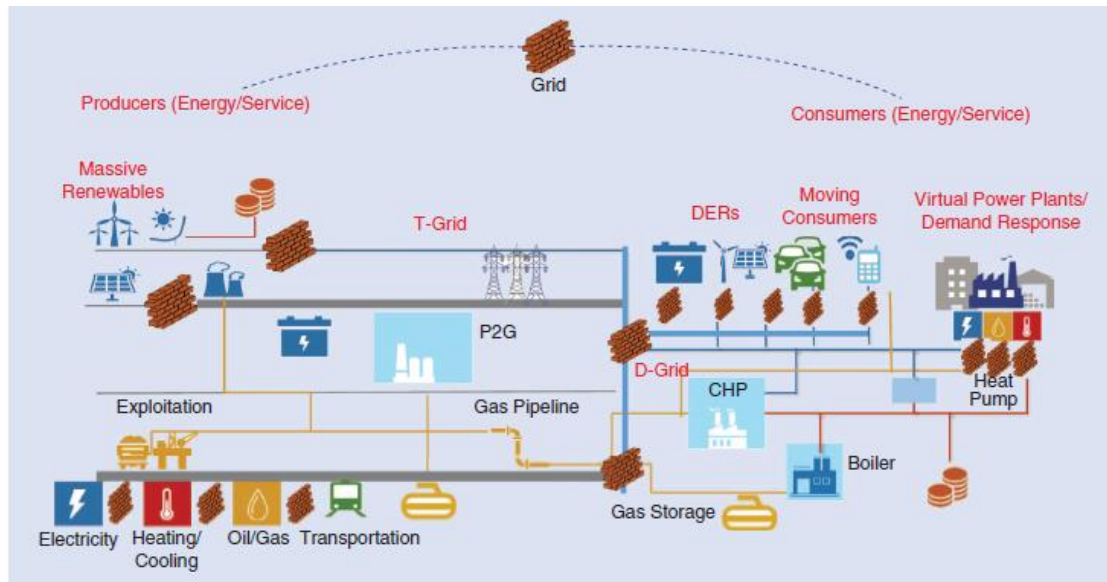 Grid
Producers (Energy/Service)
Consumers (Energy/Service)
Massive
Renewables
T-Grid
DERs
Moving
Consumers
Virtual Power Plants/
Demand Response
P2G
D-Grid
CHP
Heat
Pump
Exploitation
Gas Pipeline
Boiler
Gas Storage
Electricity
Heating/
Cooling
Oil/Gas
Transportation